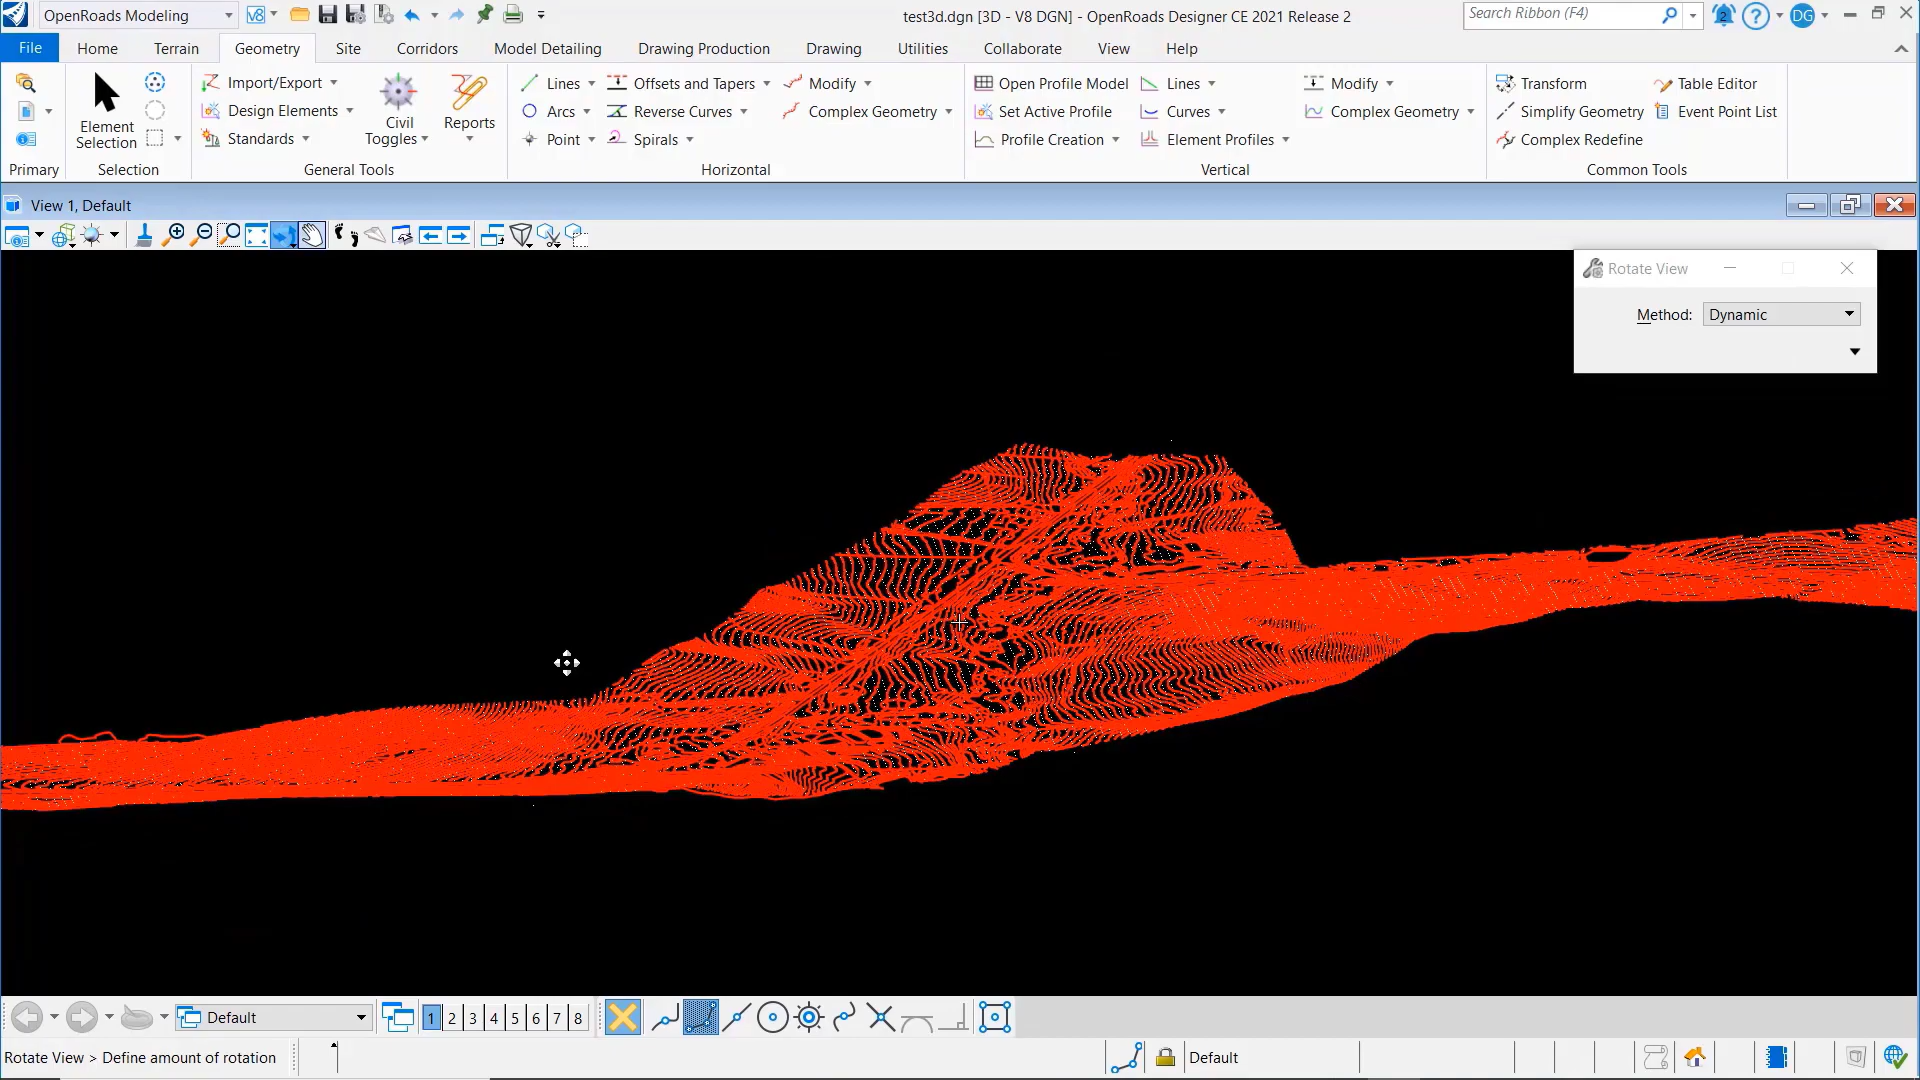 OpenRoads Modeling
V8
test3d.dgn [3D - V8 DGN] - OpenRoads Designer CE 2021 Release 2
Search Ribbon (F4)
2
DG
File
Home
Terrain
Geometry
Site
Corridors
Model Detailing
Drawing Production
Drawing
Utilities
Collaborate
View
Help
Element Selection
Import/Export
Design Elements
Standards
Civil Toggles
Reports
Lines
Arcs
Point
Offsets and Tapers
Reverse Curves
Spirals
Modify
Complex Geometry
Open Profile Model
Set Active Profile
Profile Creation
Lines
Curves
Element Profiles
Modify
Complex Geometry
Transform
Simplify Geometry
Complex Redefine
Table Editor
Event Point List
Primary
Selection
General Tools
Horizontal
Vertical
Common Tools
View 1, Default
Rotate View
Method:
Dynamic
Default
1 2 3 4 5 6 7 8
Rotate View > Define amount of rotation
Default